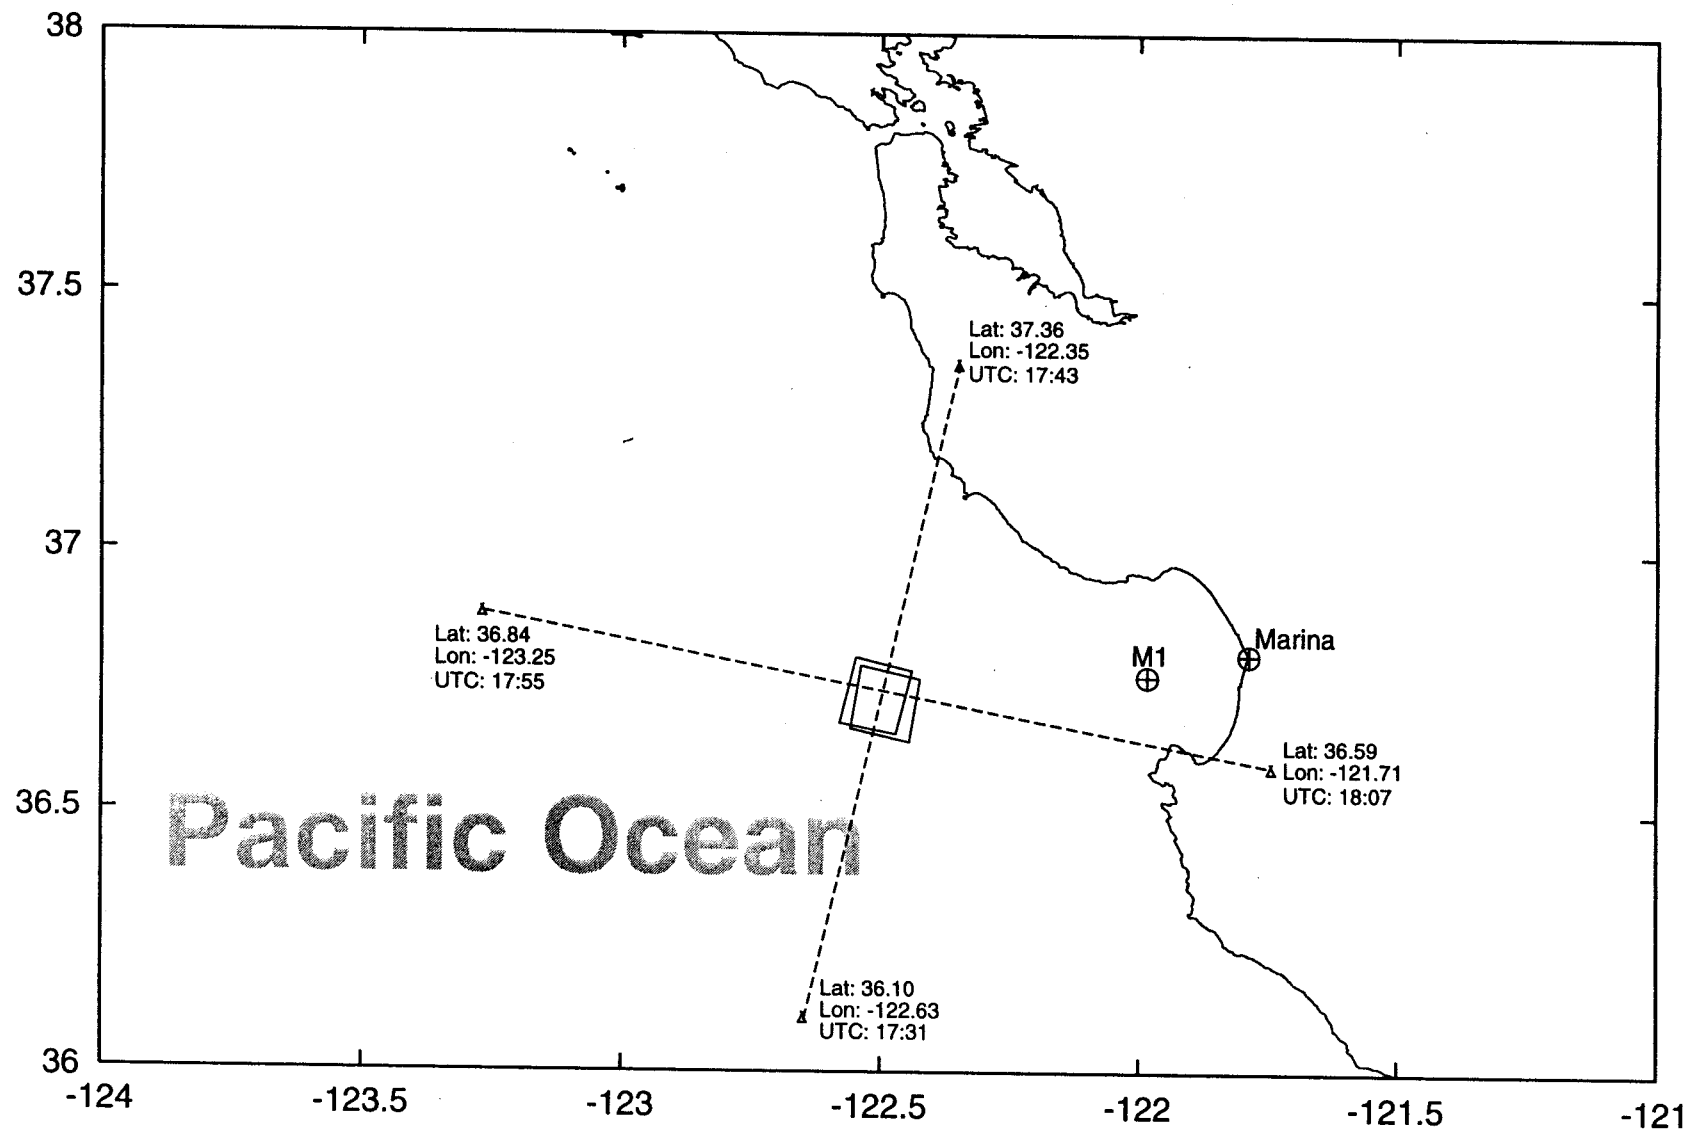 38
37.5
Lat: 37.36
Lon: -122.35
UTC: 17:43
37
Lat: 36.84
Lon: -123.25
UTC: 17:55
M1
Marina
Lat: 36.59
Lon: -121.71
UTC: 18:07
36.5
Pacific Ocean
Lat: 36.10
Lon: -122.63
UTC: 17:31
36
-124
-123.5
-123
-122.5
-122
-121.5
-121